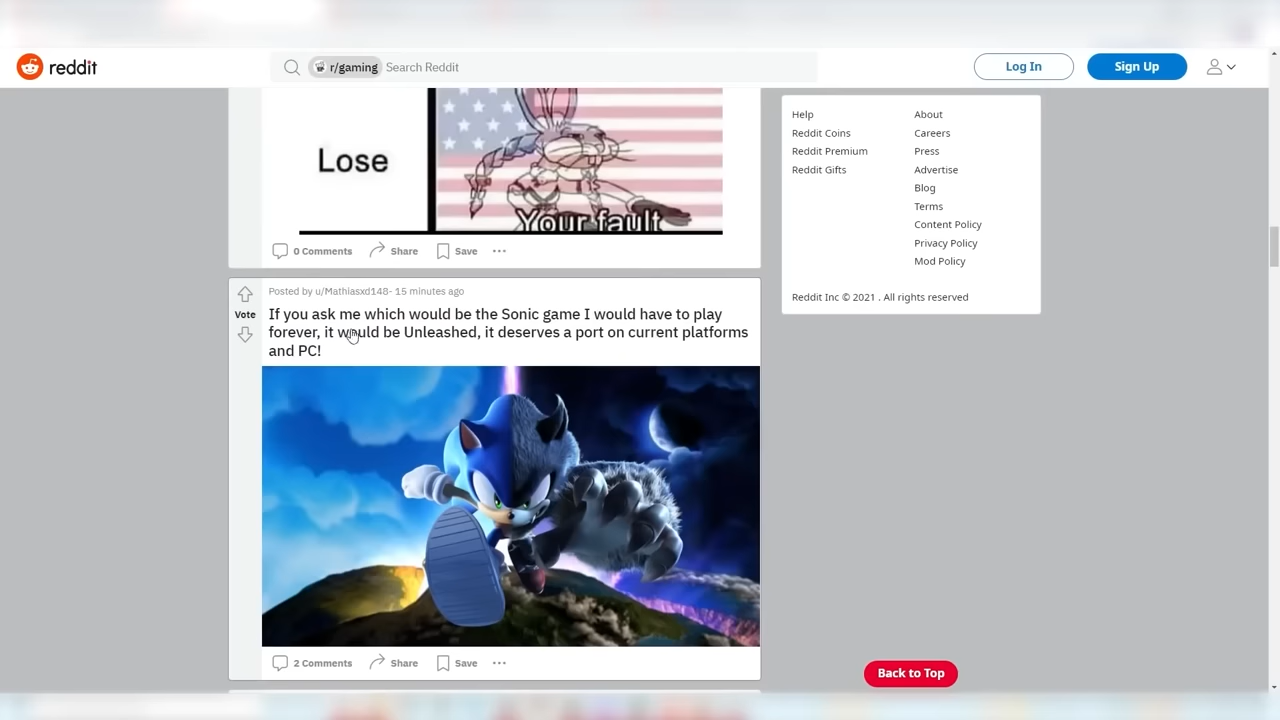 reddit
r/gaming Search Reddit
Log In
Sign Up
Lose
Your fault
0 Comments
Share
Save
Posted by u/Mathiasxd148- 15 minutes ago
Vote
If you ask me which would be the Sonic game I would have to play
forever, it would be Unleashed, it deserves a port on current platforms
and PC!
2 Comments
Share
Save
Help
About
Reddit Coins
Careers
Reddit Premium
Press
Reddit Gifts
Advertise
Blog
Terms
Content Policy
Privacy Policy
Mod Policy
Reddit Inc © 2021 . All rights reserved
Back to Top